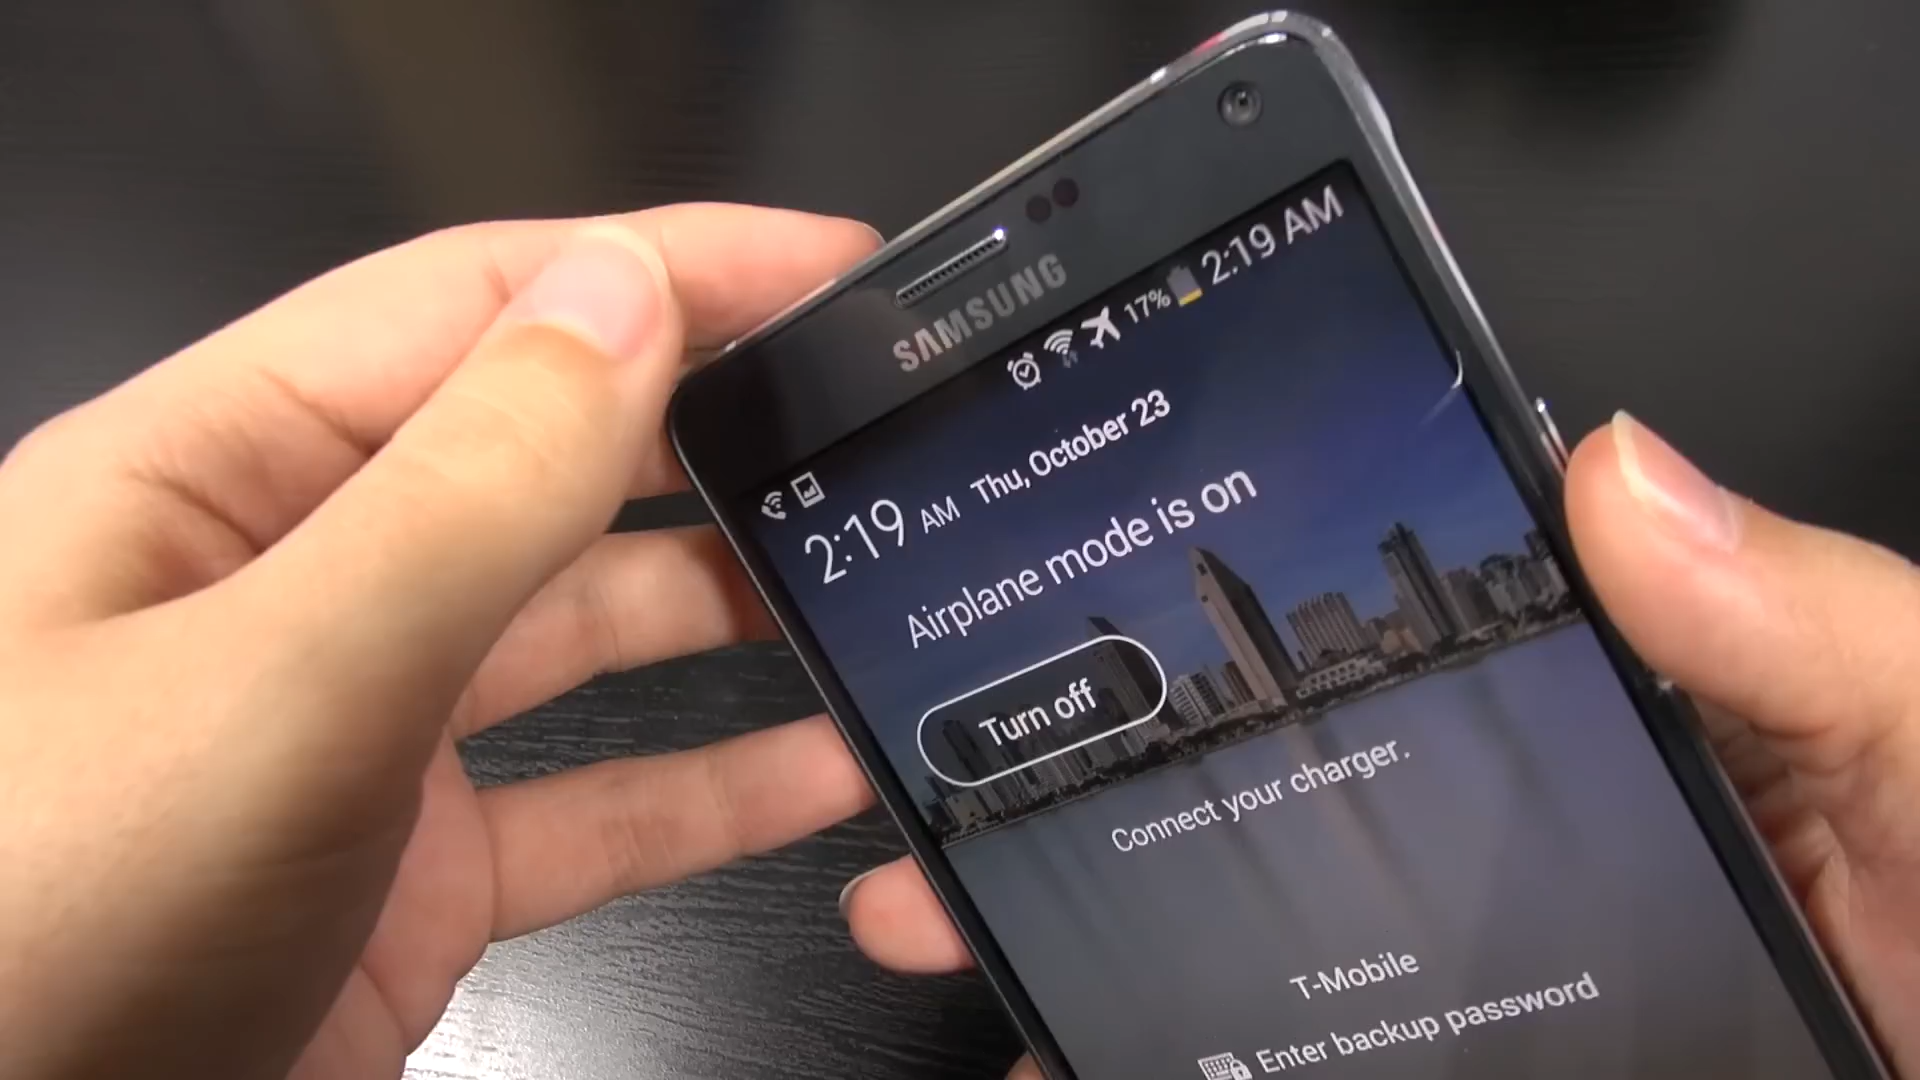 SAMSUNG
17% 2:19 AM
2:19 AM Thu, October 23
Airplane mode is on
Turn off
Connect your charger.
T-Mobile
Enter backup password